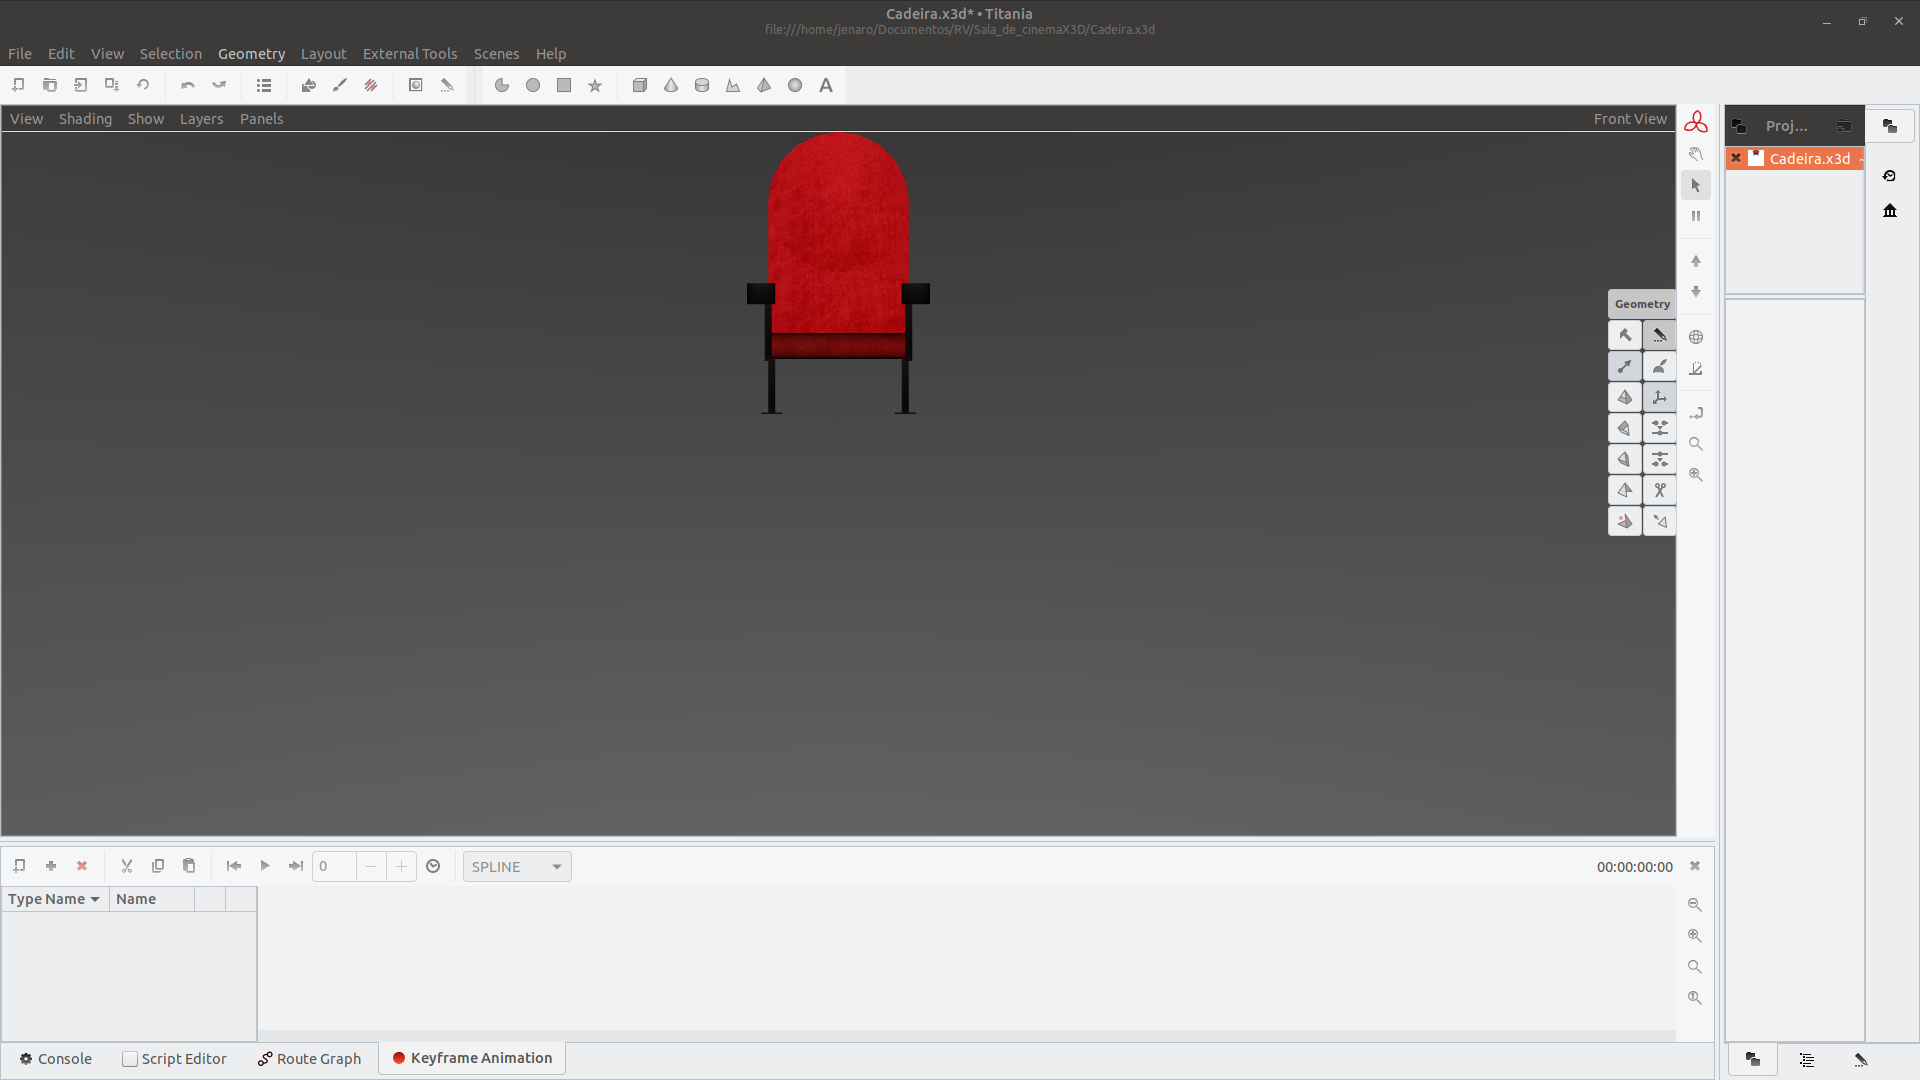 Cadeira.x3d* • Titania
file:///home/jenaro/Documentos/RV/Sala_de_cinemaX3D/Cadeira.x3d
File Edit View Selection Geometry Layout External Tools Scenes Help
View Shading Show Layers Panels Front View
Proj...
Cadeira.x3d
Geometry
0 SPLINE 00:00:00:00
Type Name Name
Console Script Editor Route Graph Keyframe Animation